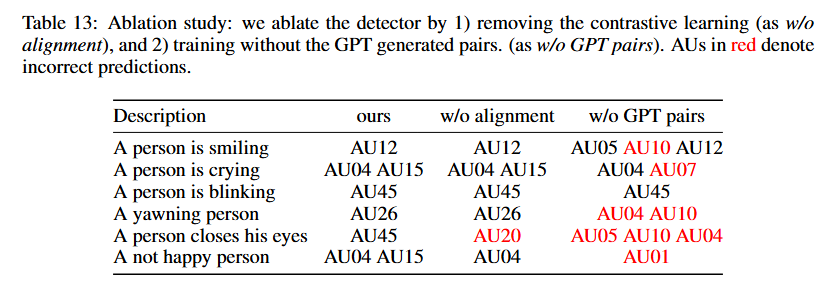 Table 13: Ablation study: we ablate the detector by 1) removing the contrastive learning (as w/o
alignment), and 2) training without the GPT generated pairs. (as w/o GPT pairs). AUs in red denote
incorrect predictions.
Description ours w/o alignment w/o GPT pairs
A person is smiling AU12 AU12 AU05 AU10 AU12
A person is crying AU04 AU15 AU04 AU15 AU04 AU07
A person is blinking AU45 AU45 AU45
A yawning person AU26 AU26 AU04 AU10
A person closes his eyes AU45 AU20 AU05 AU10 AU04
A not happy person AU04 AU15 AU04 AU01